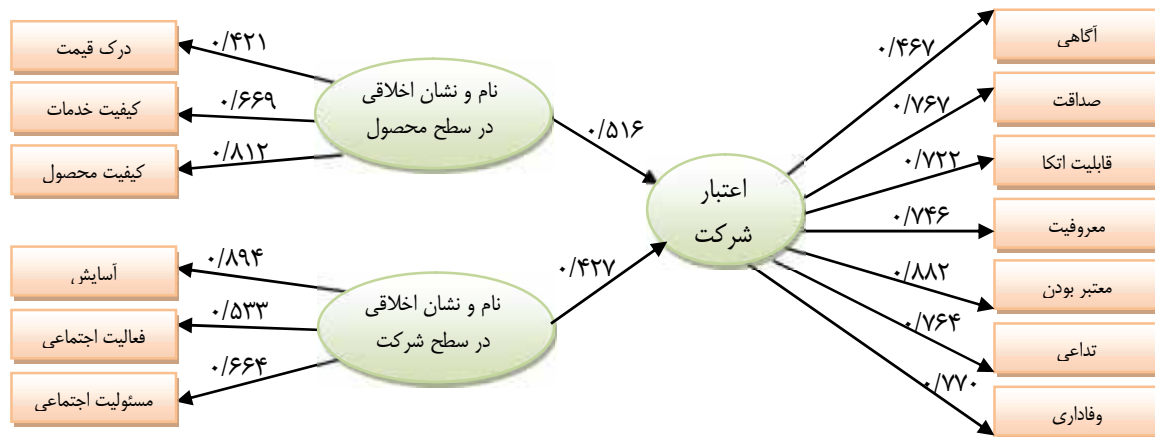 درک قیمت
کیفیت خدمات
کیفیت محصول
۰/۴۲۱
۰/۶۶۹
۰/۸۱۲
نام و نشان اخلاقی
در سطح محصول
۰/۵۱۶
آسایش
فعالیت اجتماعی
مسئولیت اجتماعی
۰/۸۹۴
۰/۵۳۳
۰/۶۶۴
نام و نشان اخلاقی
در سطح شرکت
۰/۴۲۷
اعتبار
شرکت
۰/۴۶۷
۰/۷۶۷
۰/۷۲۲
۰/۷۴۶
۰/۸۸۲
۰/۷۶۴
۰/۷۷۰
آگاهی
صداقت
قابلیت اتکا
معروفیت
معتبر بودن
تداعی
وفاداری